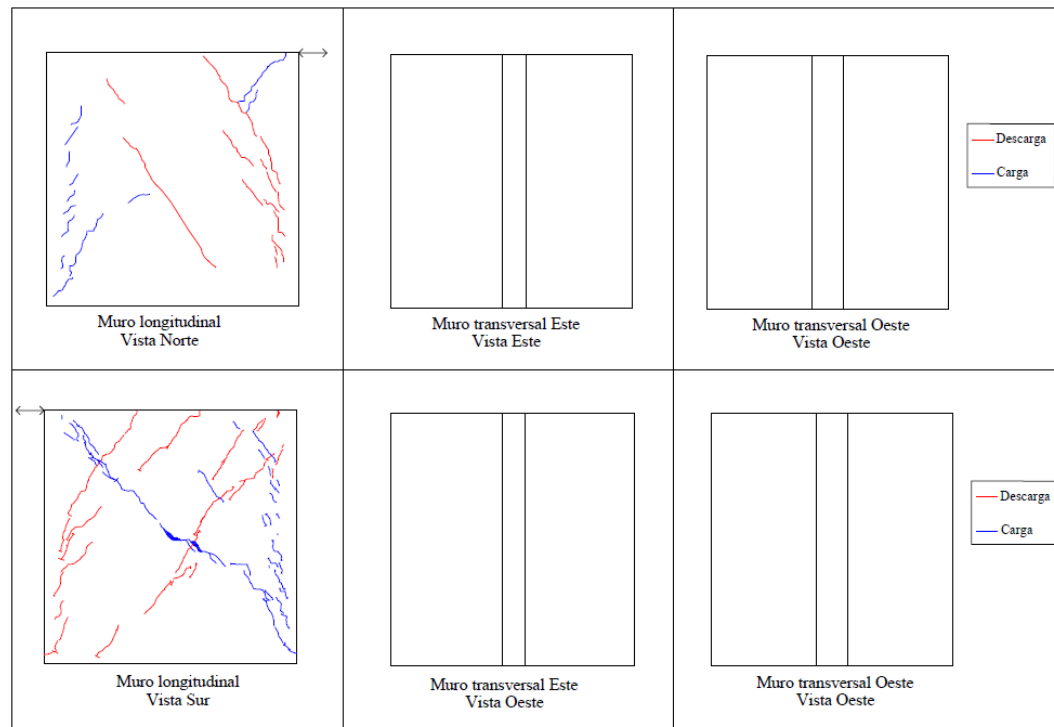 Descarga
Carga
Muro longitudinal
Vista Norte
Muro transversal Este
Vista Este
Muro transversal Oeste
Vista Oeste
Descarga
Carga
Muro longitudinal
Vista Sur
Muro transversal Este
Vista Oeste
Muro transversal Oeste
Vista Oeste